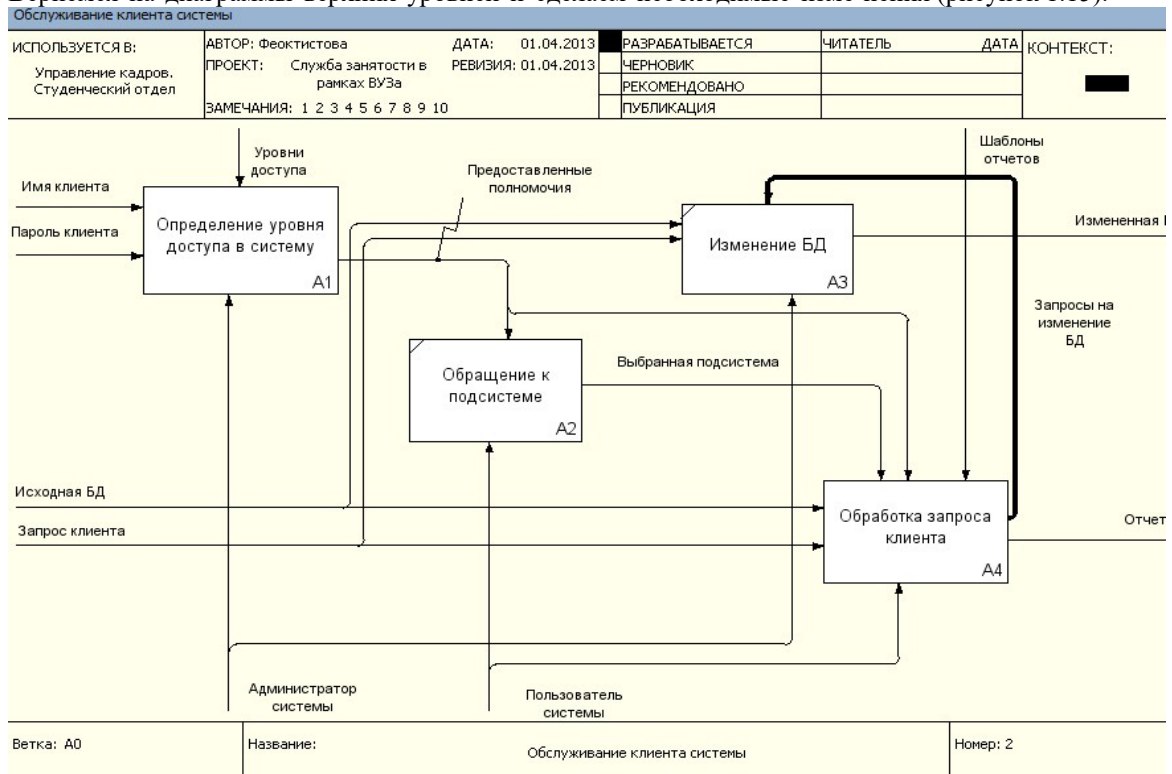 Обслуживание клиента системы
ИСПОЛЬЗУЕТСЯ В:
Управление кадров.
Студенческий отдел
АВТОР: Феоктистова
ДАТА: 01.04.2013
ПРОЕКТ: Служба занятости в
рамках ВУЗа
РЕВИЗИЯ: 01.04.2013
ЗАМЕЧАНИЯ: 1 2 3 4 5 6 7 8 9 10
РАЗРАБАТЫВАЕТСЯ
ЧЕРНОВИК
РЕКОМЕНДОВАНО
ПУБЛИКАЦИЯ
ЧИТАТЕЛЬ
ДАТА
КОНТЕКСТ:
Уровни
доступа
Имя клиента
Пароль клиента
Определение уровня
доступа в систему
A1
Предоставленные
полномочия
Шаблоны
отчетов
Изменение БД
A3
Измененная
Запросы на
изменение
БД
Обращение к
подсистеме
A2
Выбранная подсистема
Исходная БД
Запрос клиента
Обработка запроса
клиента
A4
Отчет
Администратор
системы
Пользователь
системы
Ветка: A0
Название:
Обслуживание клиента системы
Номер: 2